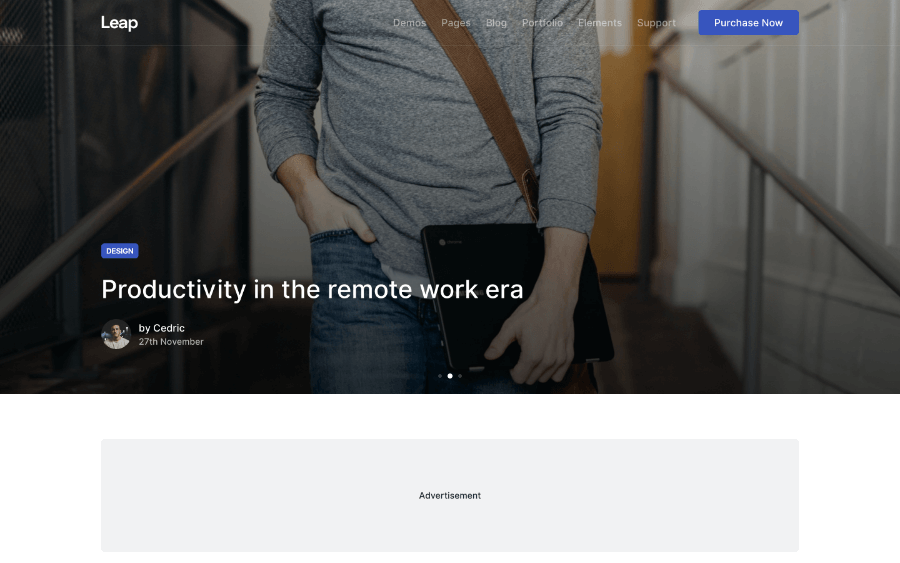 Leap
Demos Pages Blog Portfolio Elements Support Purchase Now
DESIGN
Productivity in the remote work era
by Cedric
27th November
Advertisement